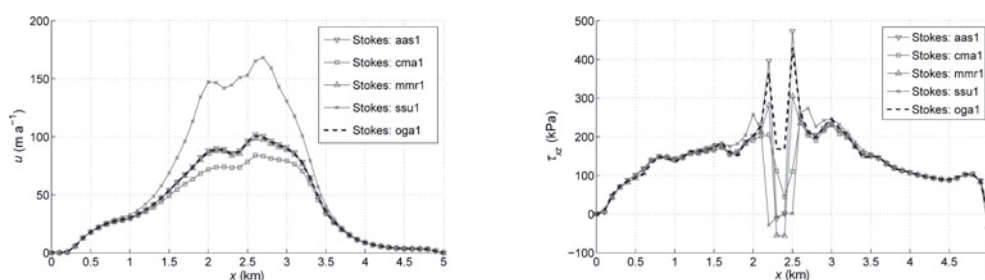 200
150
100
50
0
u (m a⁻¹)
0 0.5 1 1.5 2 2.5 3 3.5 4 4.5 5
x (km)
Stokes: aas1
Stokes: cma1
Stokes: mmr1
Stokes: ssu1
Stokes: oga1
500
400
300
200
100
0
−100
τxz (kPa)
0 0.5 1 1.5 2 2.5 3 3.5 4 4.5
x (km)
Stokes: aas1
Stokes: cma1
Stokes: mmr1
Stokes: ssu1
Stokes: oga1